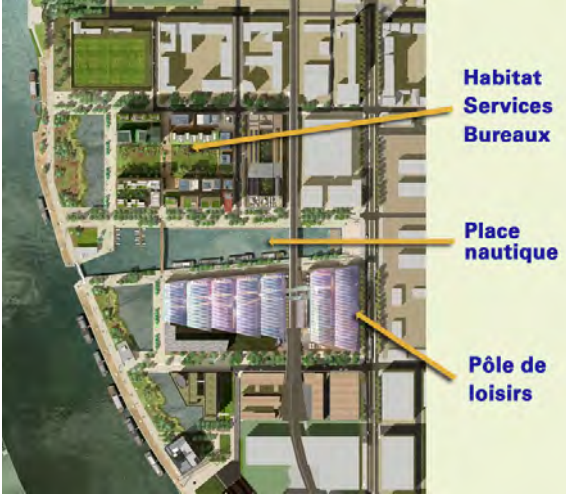 Habitat
Services
Bureaux
Place
nautique
Pôle de
loisirs